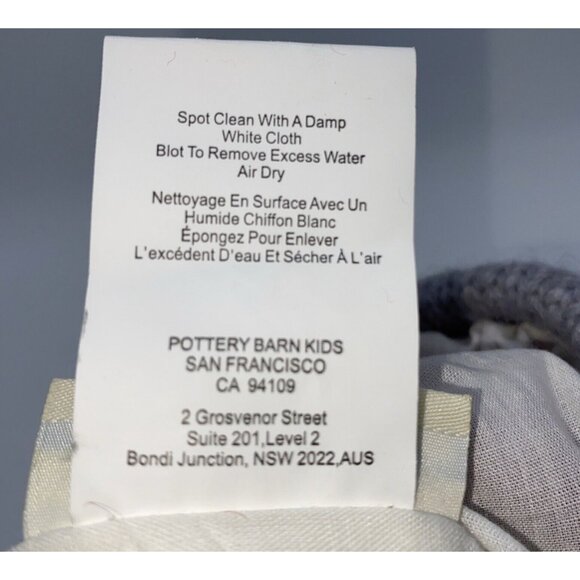 Spot Clean With A Damp
White Cloth
Blot To Remove Excess Water
Air Dry
Nettoyage En Surface Avec Un
Humide Chiffon Blanc
Épongez Pour Enlever
L'excédent D'eau Et Sécher À L'air
POTTERY BARN KIDS
SAN FRANCISCO
CA 94109
2 Grosvenor Street
Suite 201,Level 2
Bondi Junction, NSW 2022,AUS